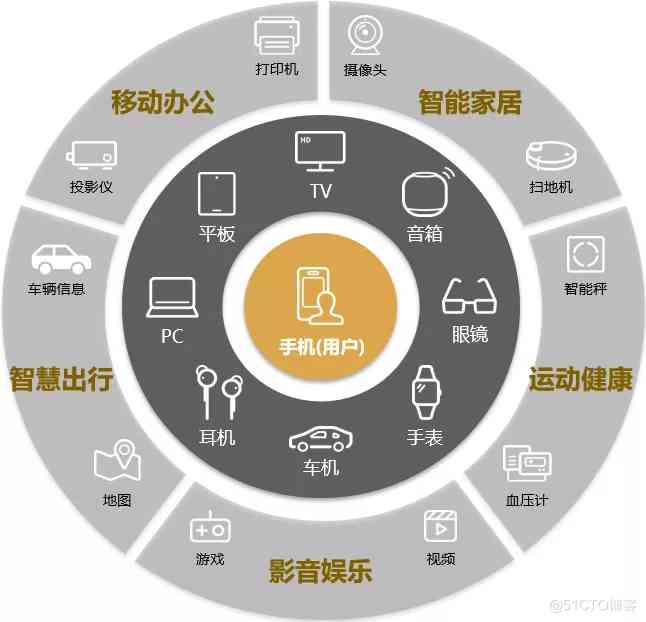 打印机
摄像头
移动办公
智能家居
HD
投影仪
TV
扫地机
平板
音箱
车辆信息
智能秤
PC
手机(用户)
眼镜
智慧出行
运动健康
耳机
手表
车机
地图
血压计
游戏
影音娱乐
视频
@51CTO博客